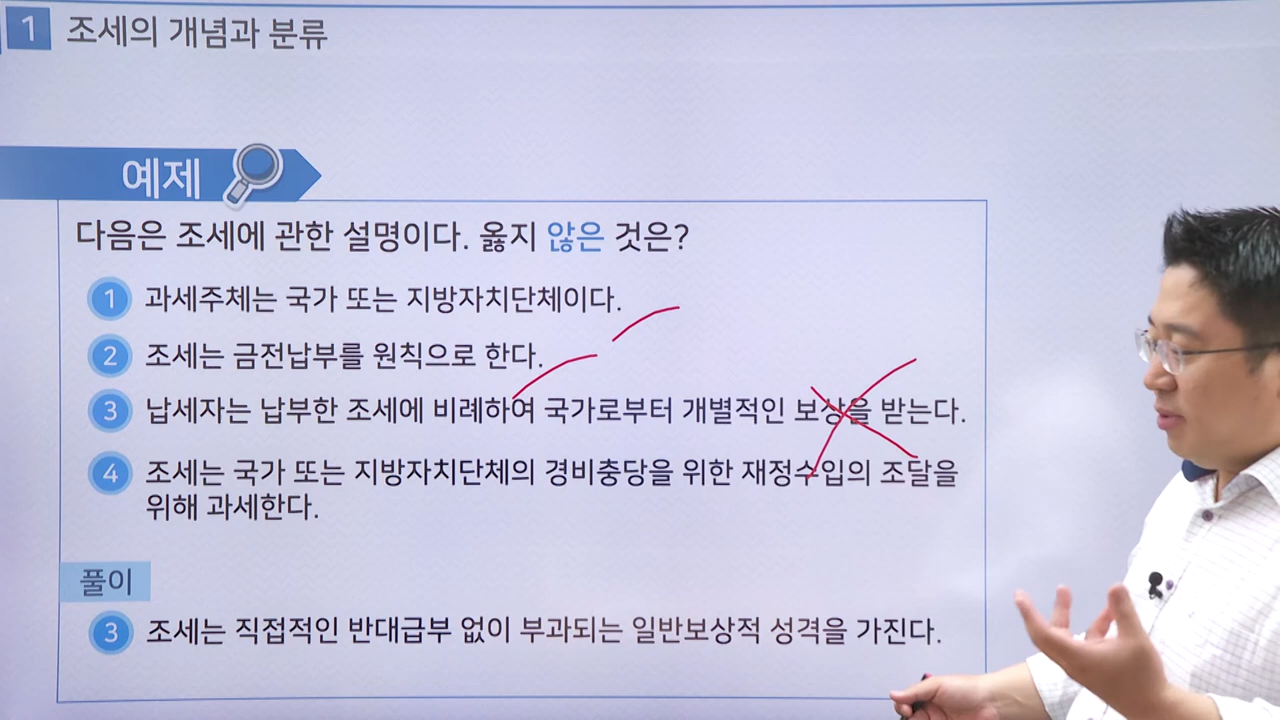 1 조세의 개념과 분류
예제
다음은 조세에 관한 설명이다. 옳지 않은 것은?
1 과세주체는 국가 또는 지방자치단체이다.
2 조세는 금전납부를 원칙으로 한다.
3 납세자는 납부한 조세에 비례하여 국가로부터 개별적인 보상을 받는다.
4 조세는 국가 또는 지방자치단체의 경비충당을 위한 재정수입의 조달을
위해 과세한다.
풀이
3 조세는 직접적인 반대급부 없이 부과되는 일반보상적 성격을 가진다.